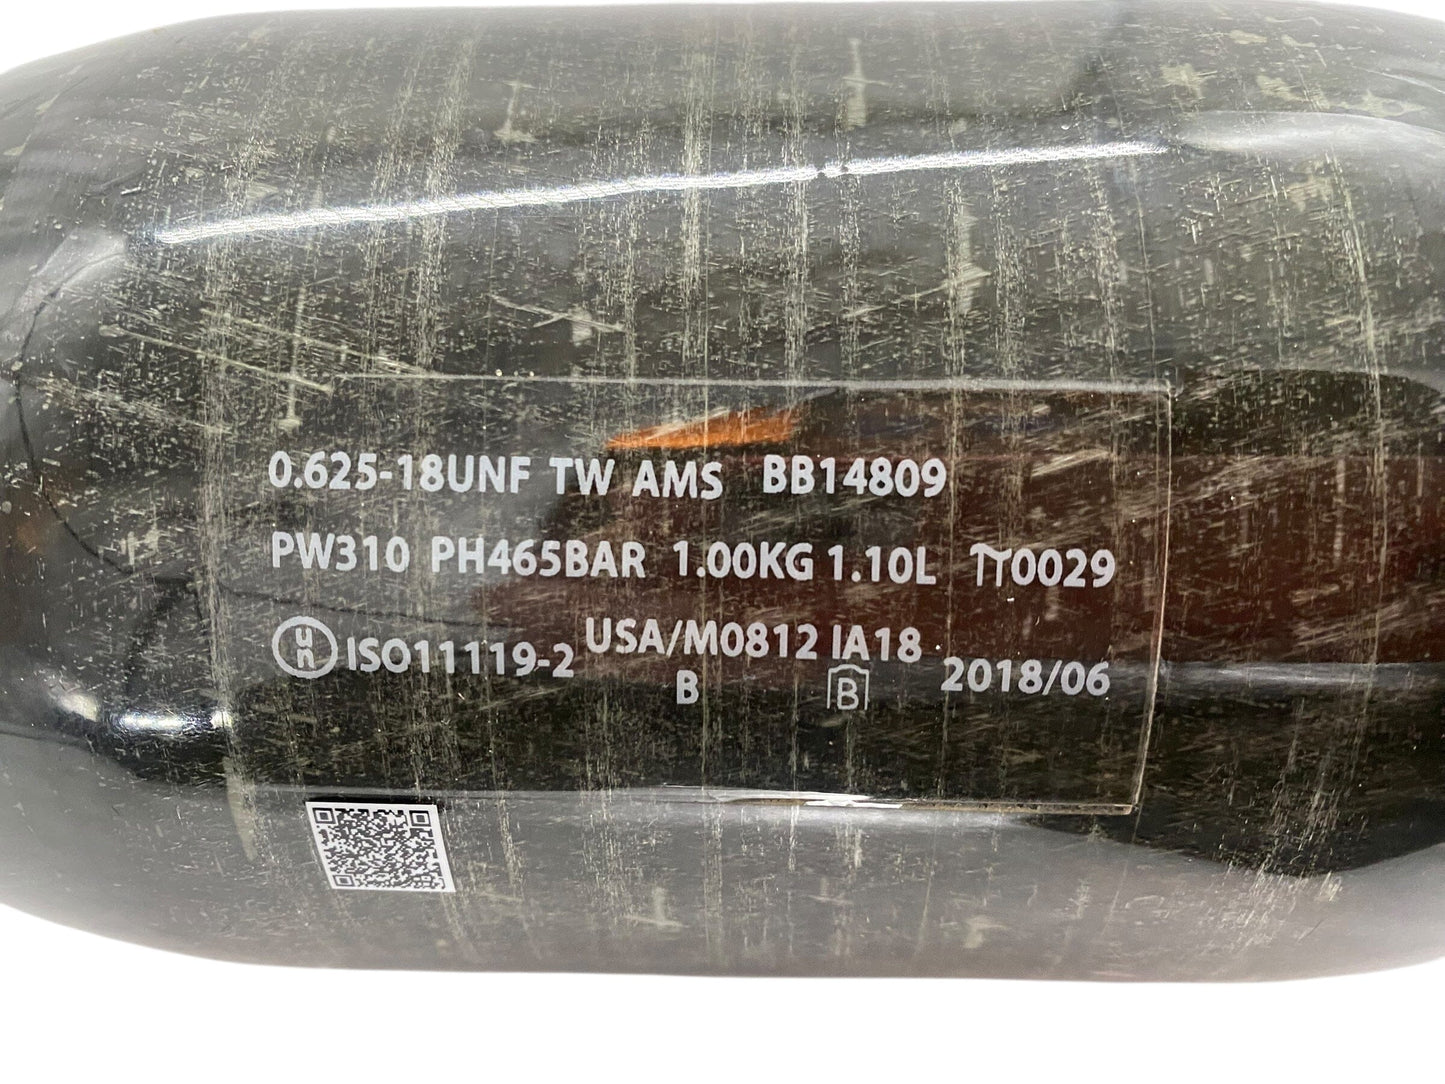 0.625-18UNF TW AMS BB14809
PW310 PH465BAR 1.00KG 1.10L π0029
un ISO11119-2 USA/M0812 IA18 2018/06
B B